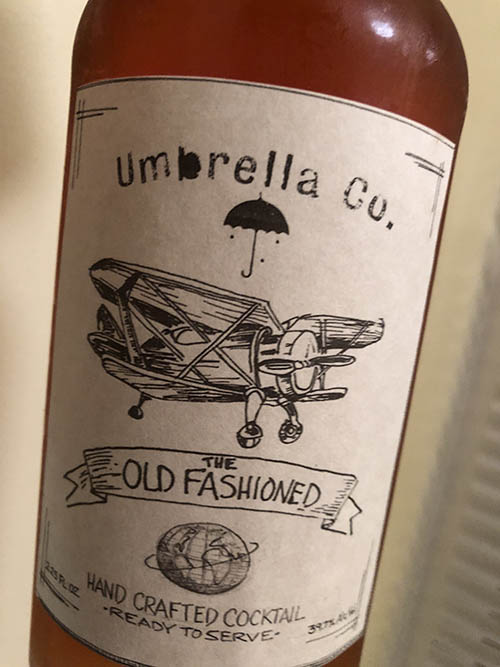 Umbrella Co.
THE
OLD FASHIONED
HAND CRAFTED COCKTAIL
-READY TO SERVE-